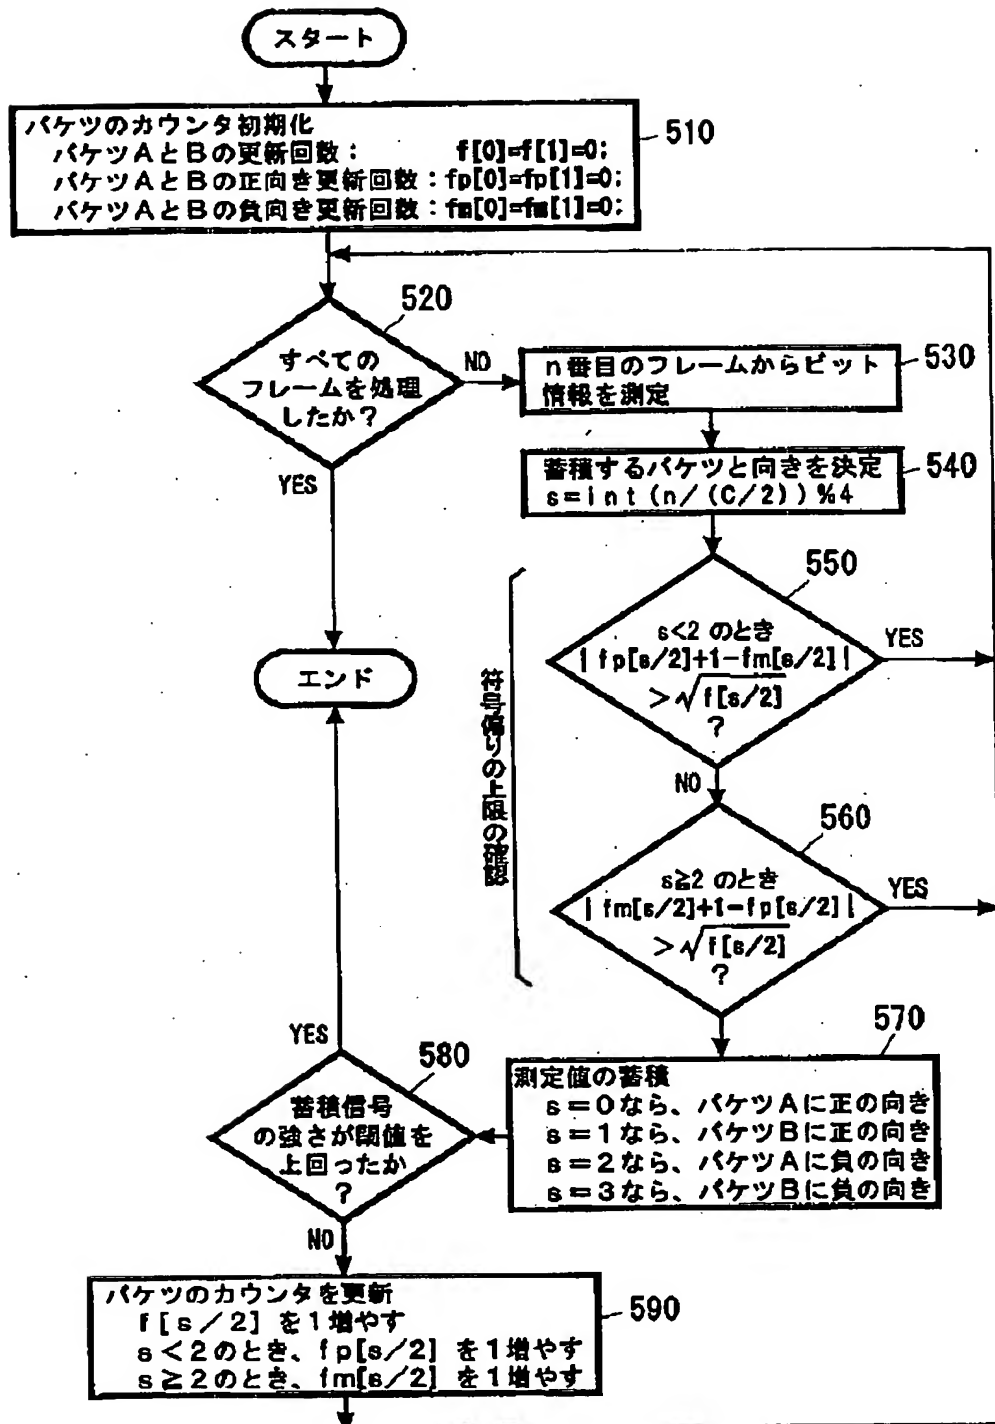 スタート
バケツのカウンタ初期化
バケツAとBの更新回数: f[0]=f[1]=0;
バケツAとBの正向き更新回数:fp[0]=fp[1]=0;
バケツAとBの負向き更新回数:fm[0]=fm[1]=0;
510
520
すべての
フレームを処理
したか?
NO
YES
n番目のフレームからビット
情報を測定
530
蓄積するバケツと向きを決定
s=int(n/(C/2))%4
540
550
s<2 のとき
|fp[s/2]+1-fm[s/2]|
>√f[s/2]
?
YES
NO
エンド
符号偏りの上限の確認
560
s≧2 のとき
|fm[s/2]+1-fp[s/2]|
>√f[s/2]
?
YES
570
測定値の蓄積
s=0なら、バケツAに正の向き
s=1なら、バケツBに正の向き
s=2なら、バケツAに負の向き
s=3なら、バケツBに負の向き
580
蓄積信号
の強さが閾値を
上回ったか
?
YES
NO
バケツのカウンタを更新
f[s/2] を1増やす
s<2のとき、fp[s/2] を1増やす
s≧2のとき、fm[s/2] を1増やす
590